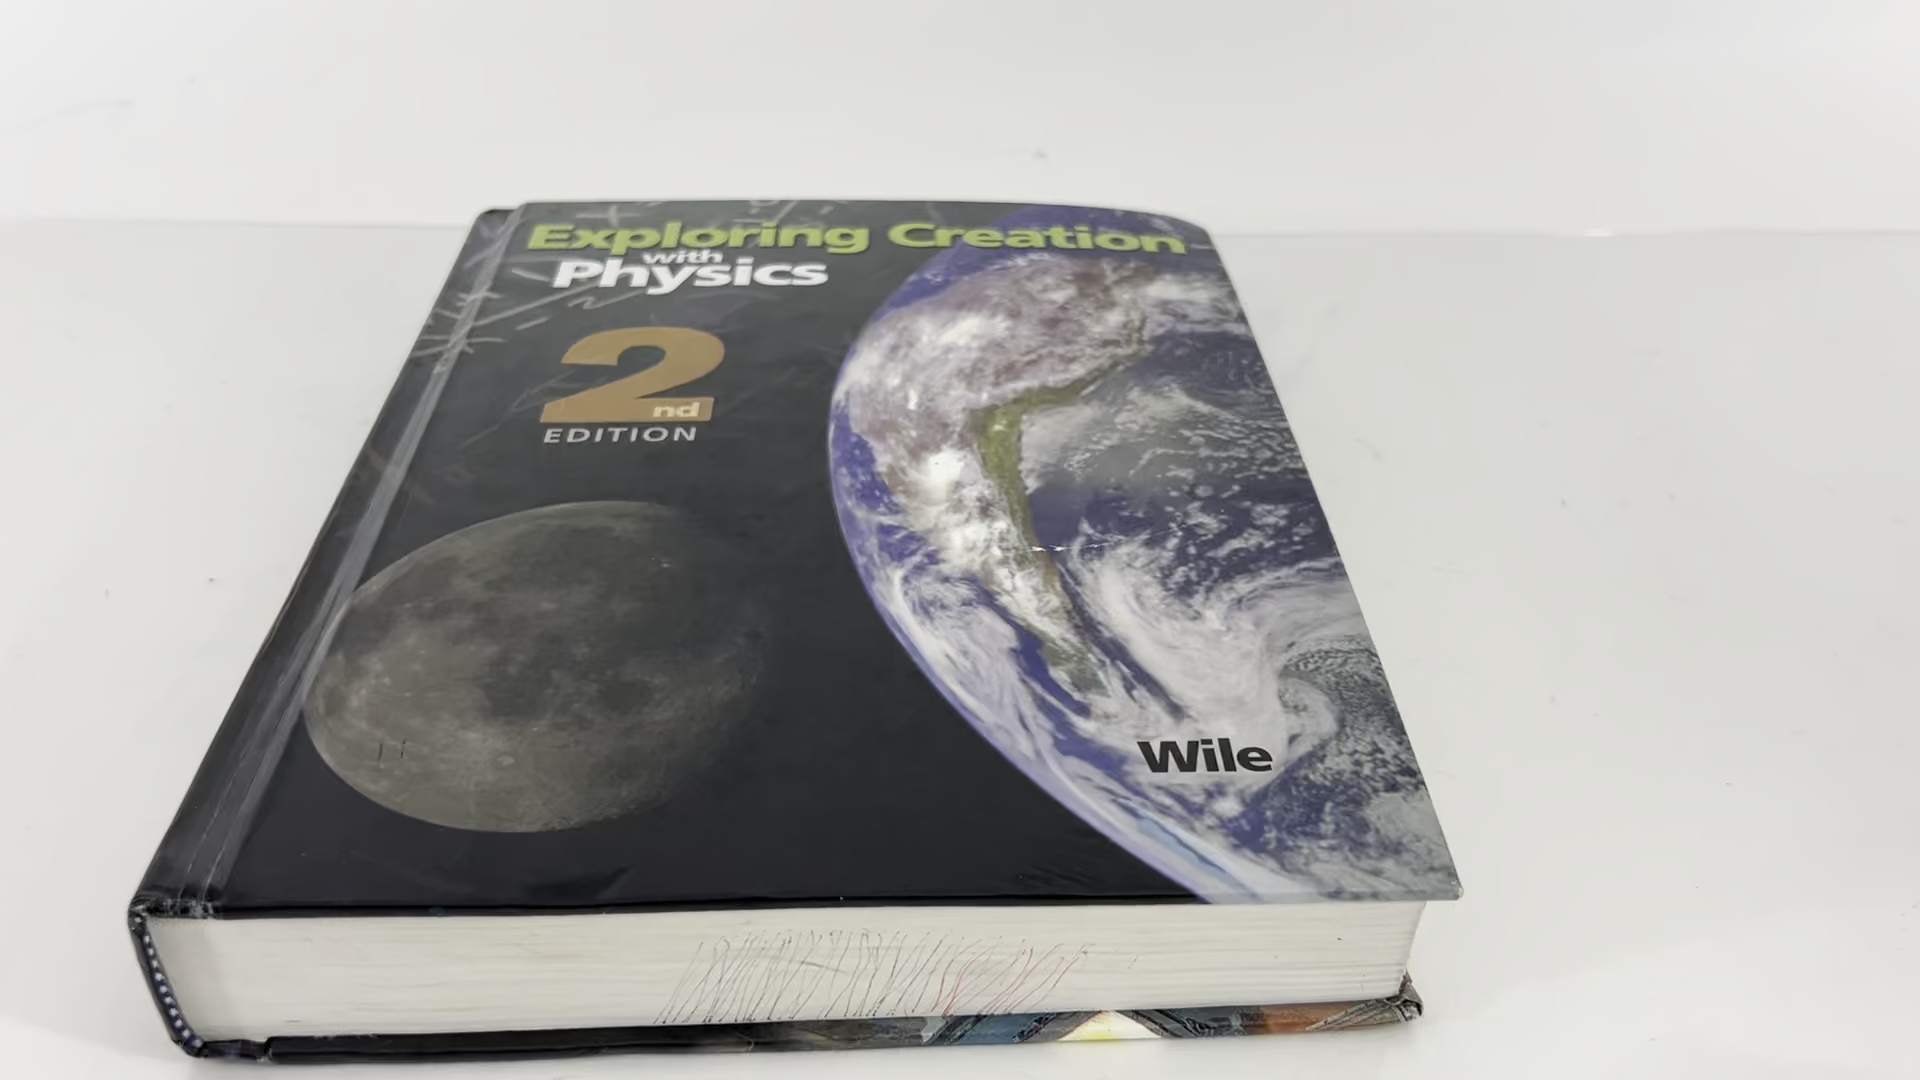 Exploring Creation
with
Physics
2nd
EDITION
Wile